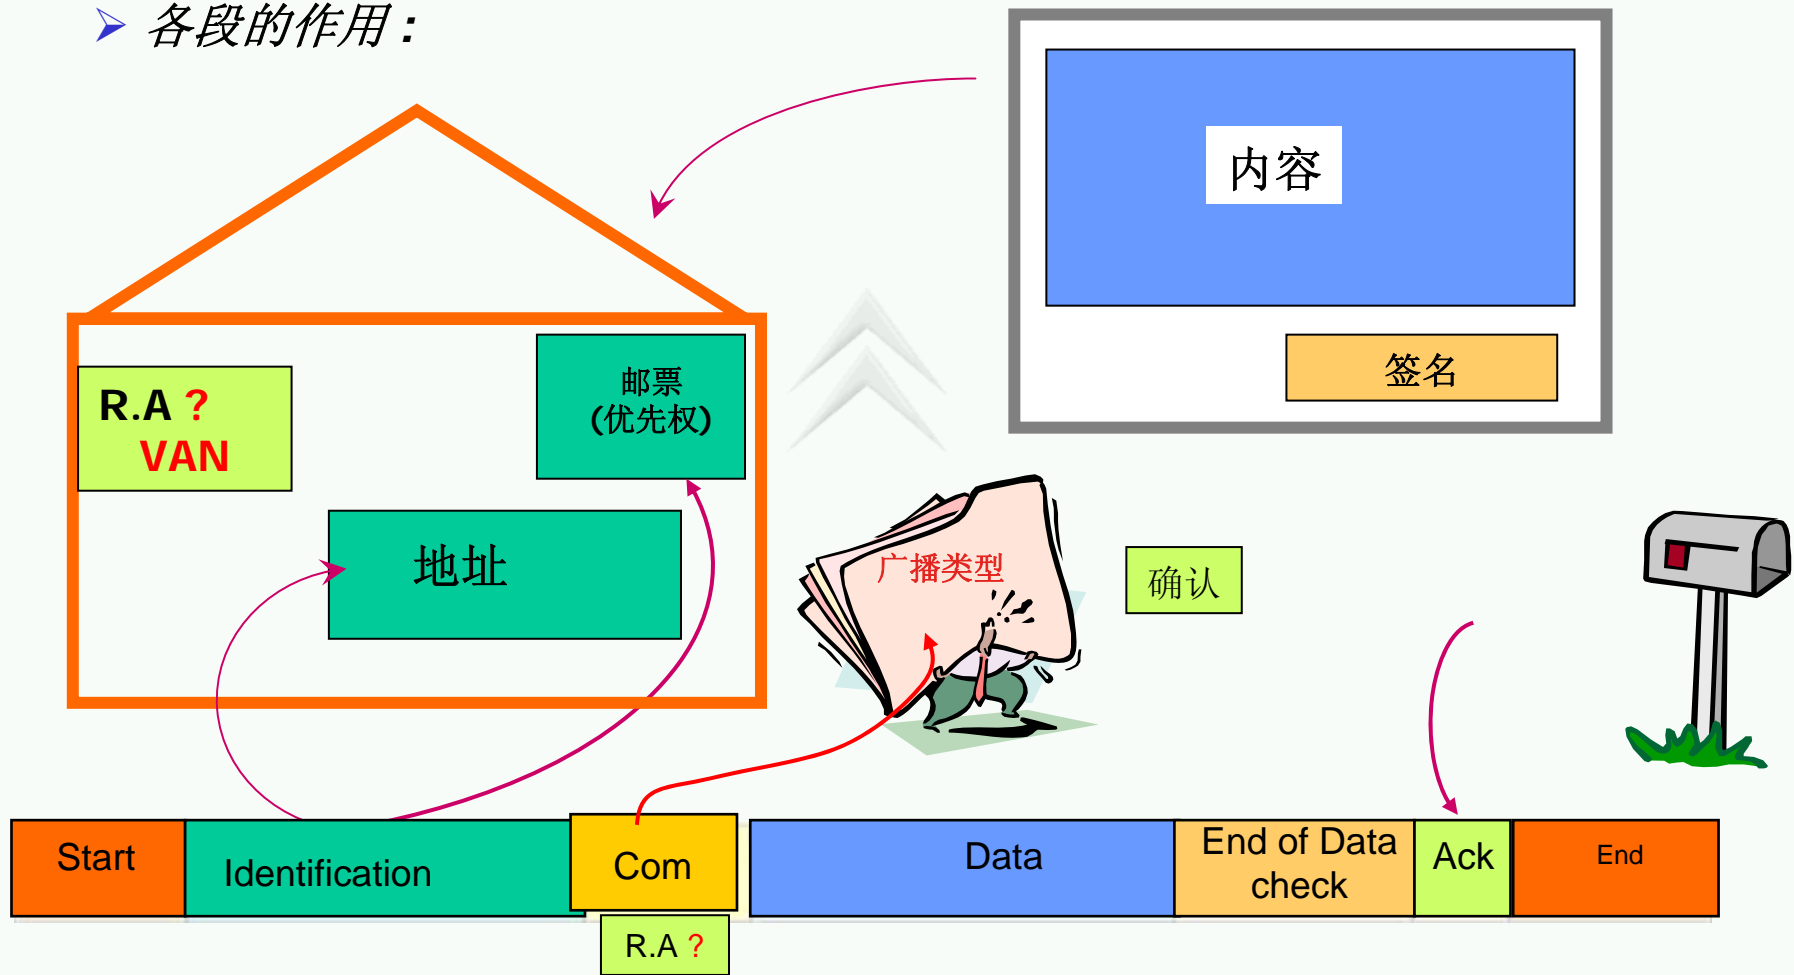 各段的作用：
内容
签名
R.A ?
VAN
邮票
(优先权)
地址
广播类型
确认
Start
Identification
Com
Data
End of Data
check
Ack
End
R.A ?